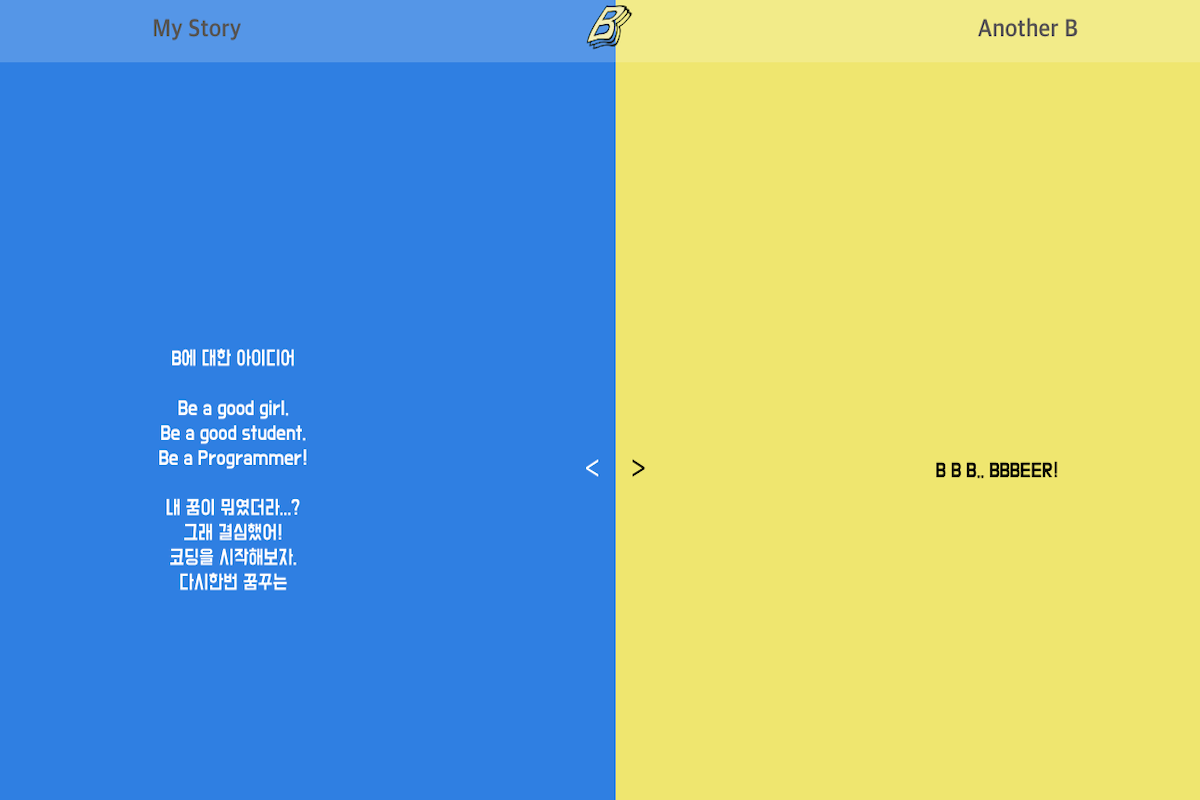 My Story
B
Another B
B에 대한 아이디어
Be a good girl.
Be a good student.
Be a Programmer!
내 꿈이 뭐였더라...?
그래 결심했어!
코딩을 시작해보자.
다시한번 꿈꾸는
< >
B B B.. BBBEER!